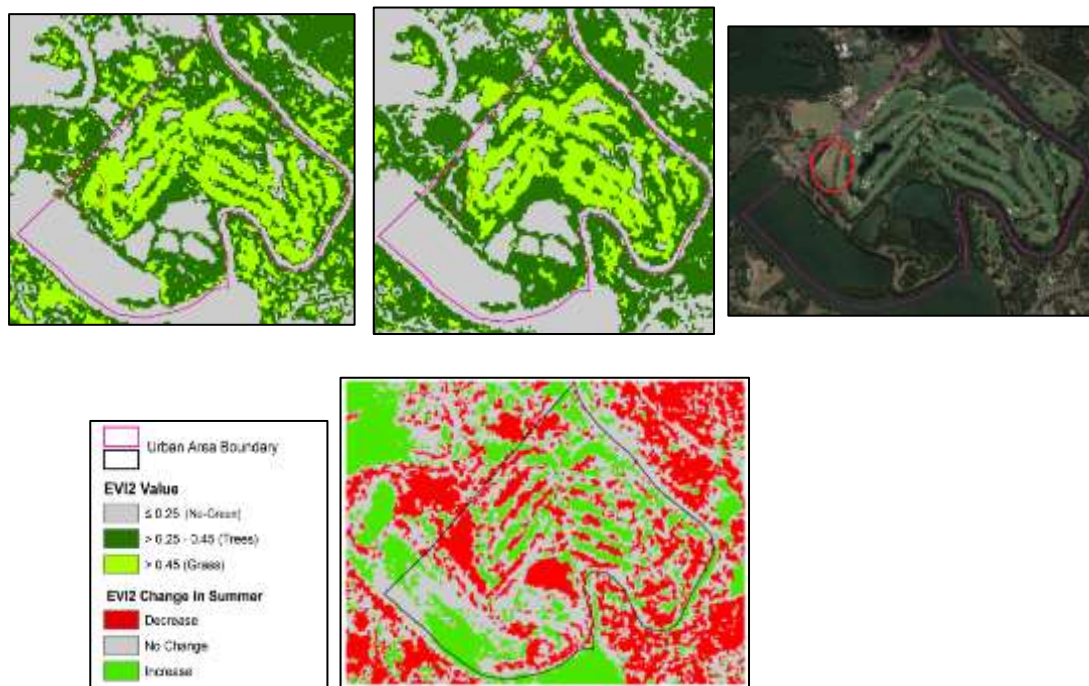 Urban Area Boundary
EVI2 Value
≤ 0.25 (No-Green)
> 0.25 - 0.45 (Trees)
> 0.45 (Grass)
EVI2 Change in Summer
Decrease
No Change
Increase